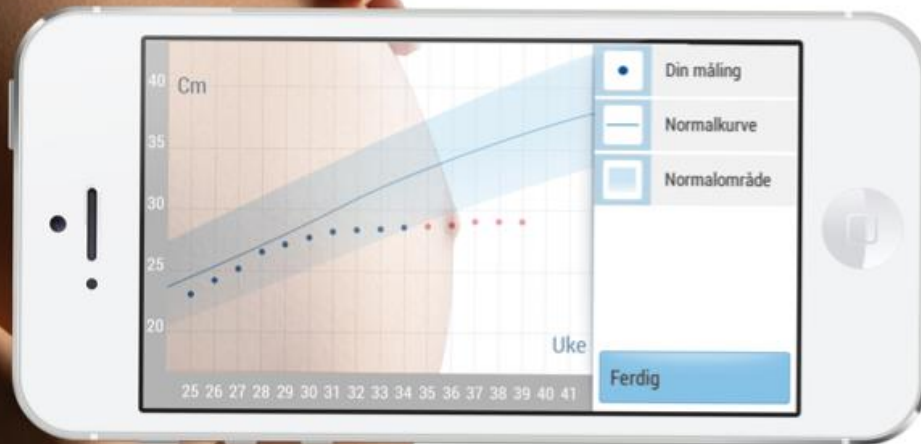 40
Cm
35
30
25
20
Uke
25 26 27 28 29 30 31 32 33 34 35 36 37 38 39 40 41
Din måling
Normalkurve
Normalområde
Ferdig